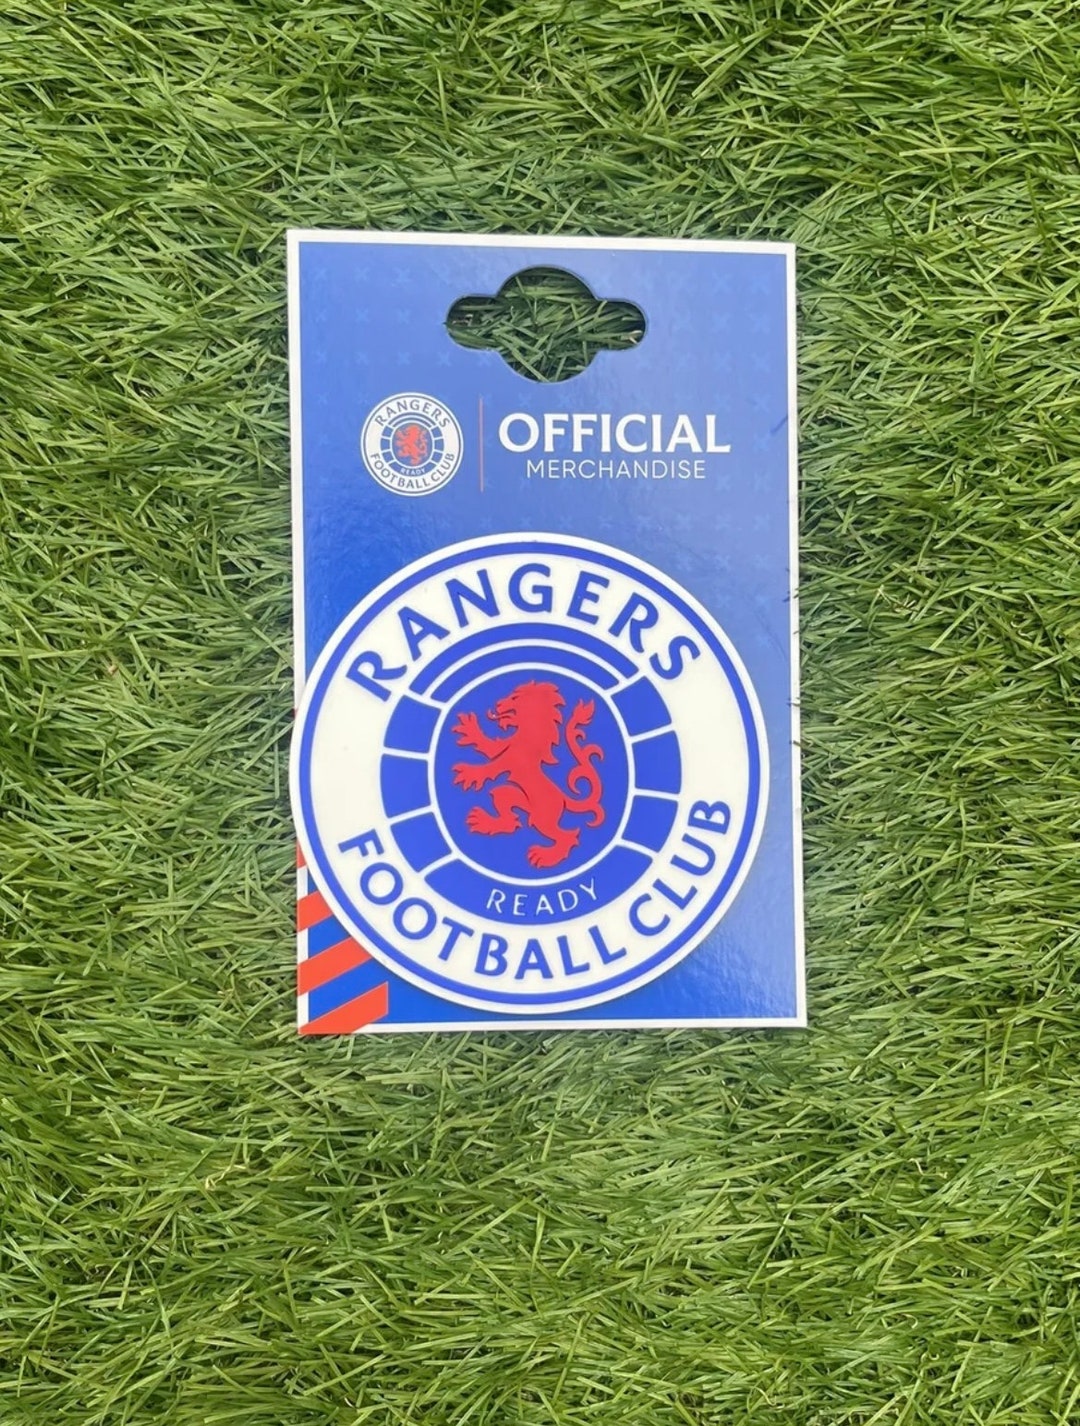 RANGERS
READY
FOOTBALL CLUB
OFFICIAL
MERCHANDISE
RANGERS
READY
FOOTBALL CLUB